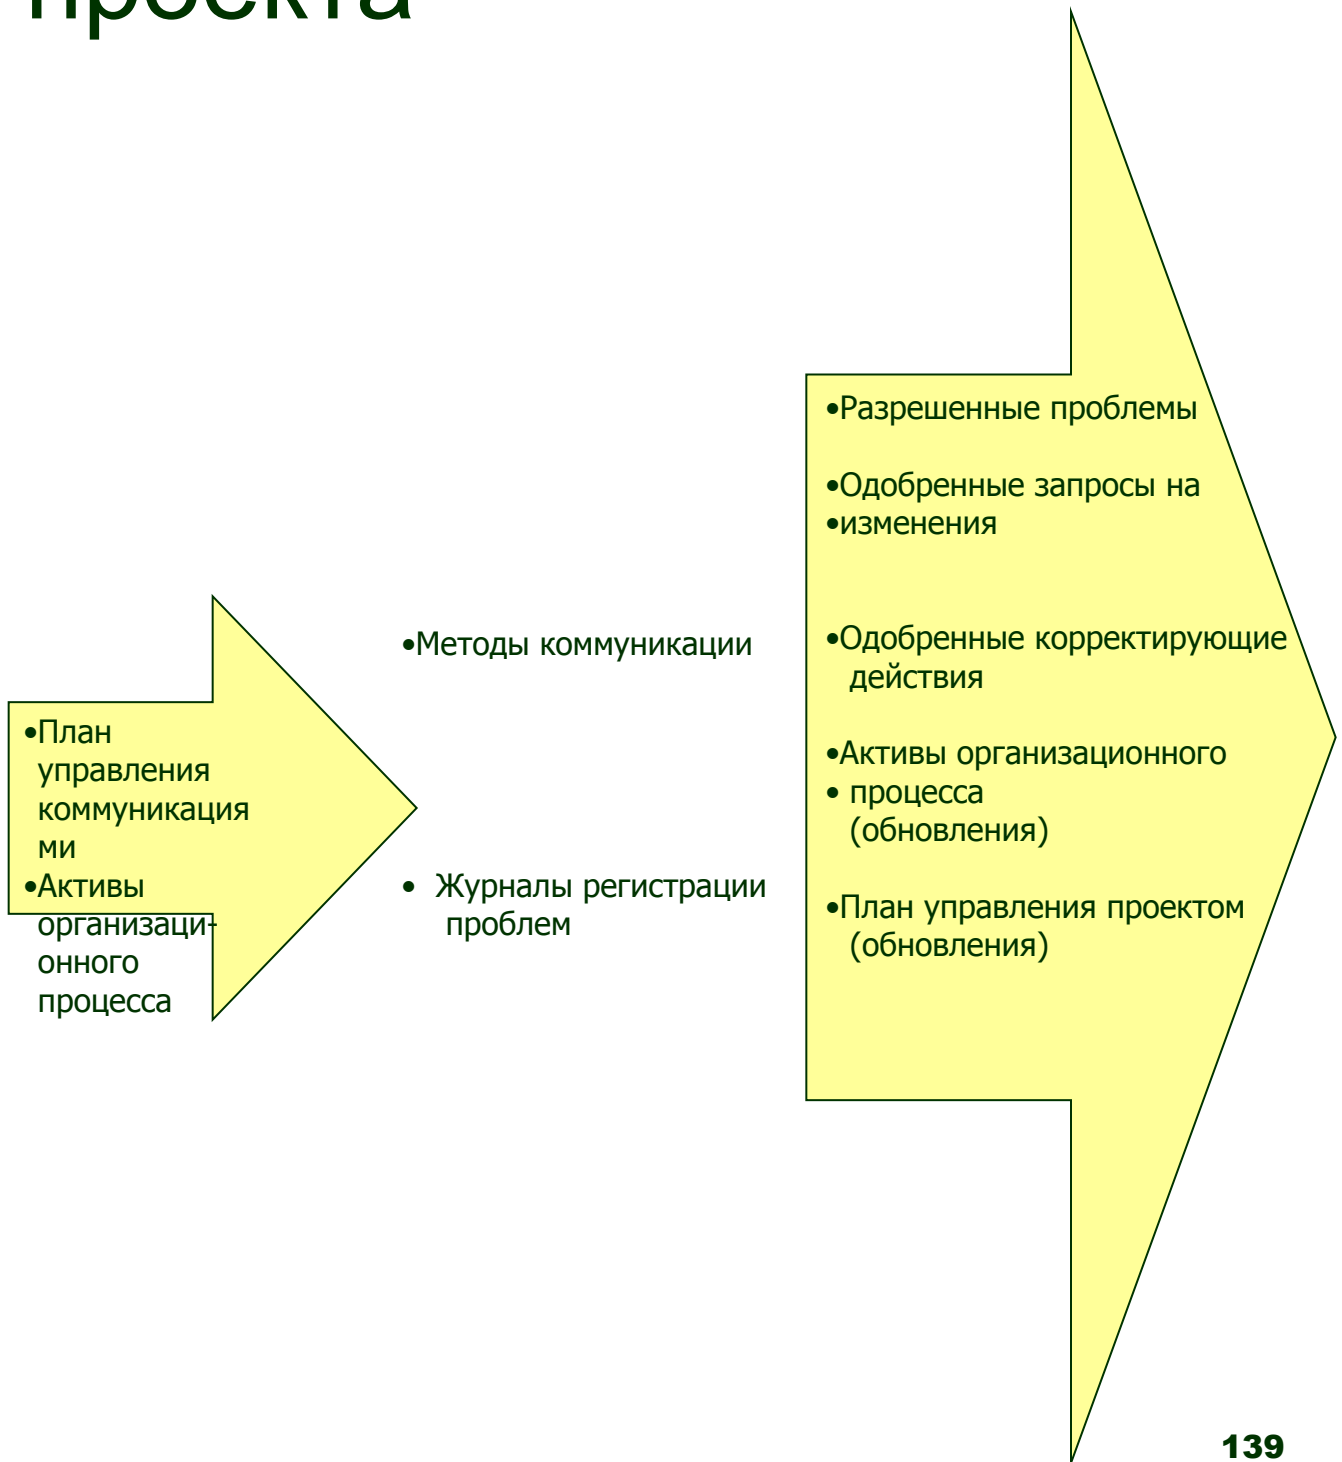 проекта
•План
управления
коммуникация
ми
•Активы
организаци-
онного
процесса
•Методы коммуникации
• Журналы регистрации
проблем
•Разрешенные проблемы
•Одобренные запросы на
•изменения
•Одобренные корректирующие
действия
•Активы организационного
• процесса
(обновления)
•План управления проектом
(обновления)
139